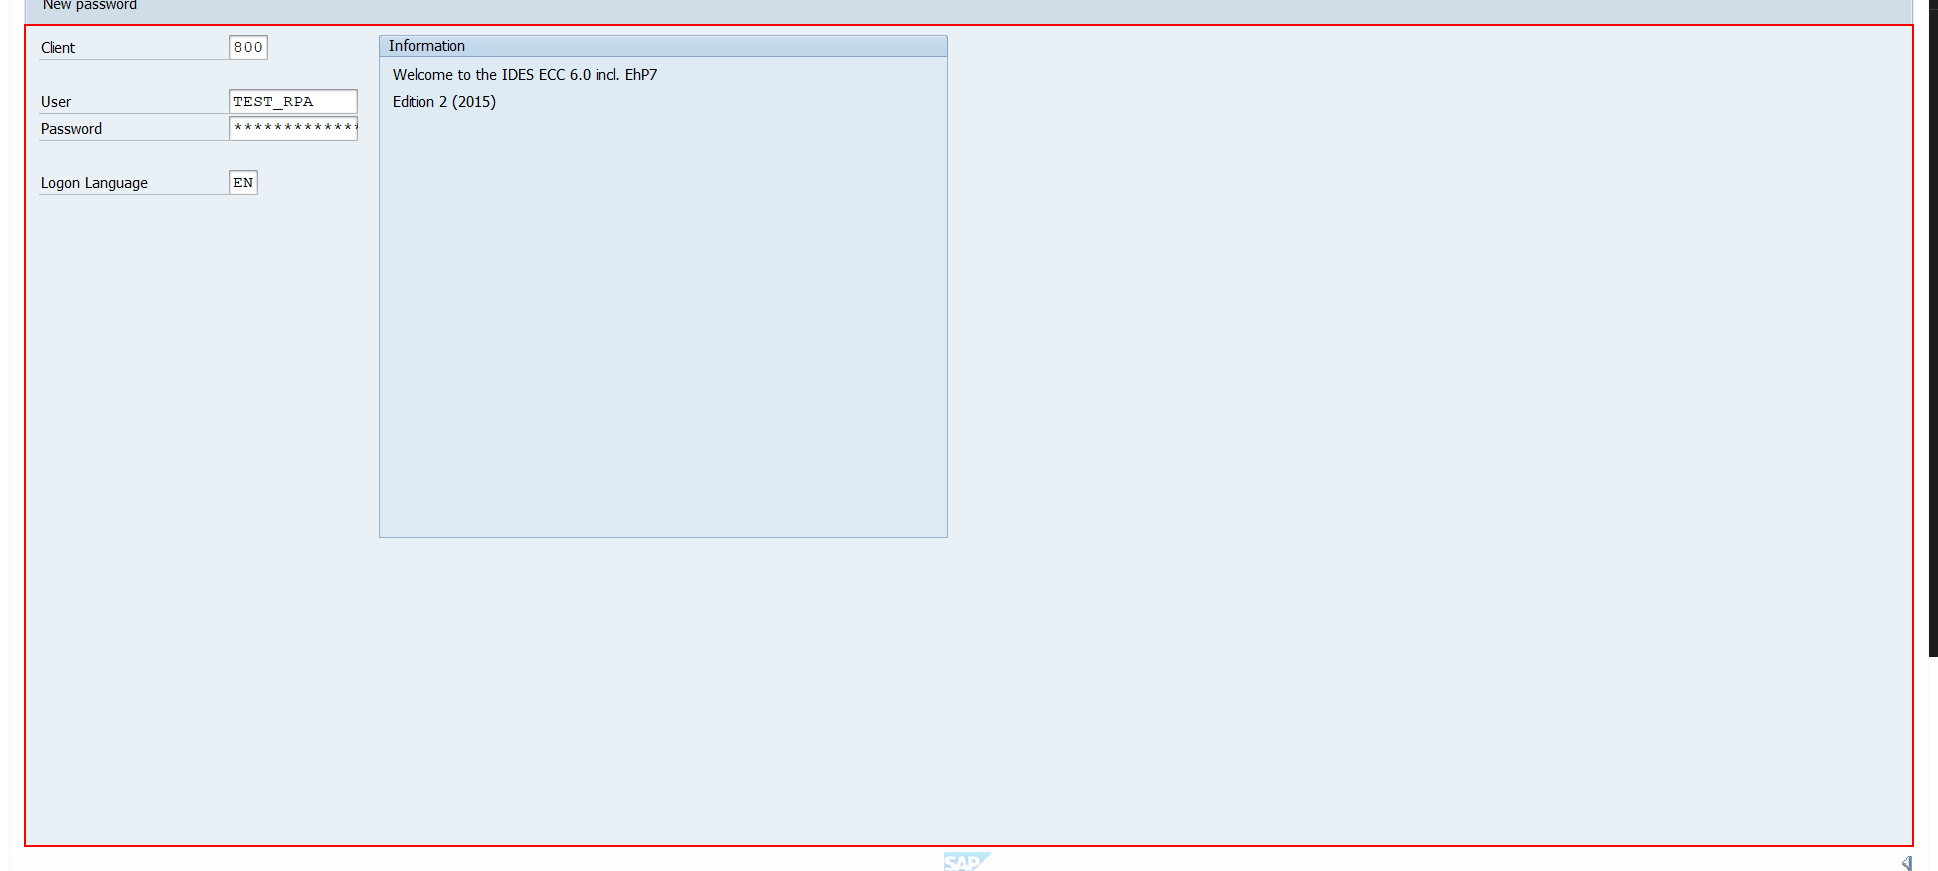 New password
Client 800
Information
Welcome to the IDES ECC 6.0 incl. EhP7
User TEST_RPA
Edition 2 (2015)
Password *************
Logon Language EN
SAP